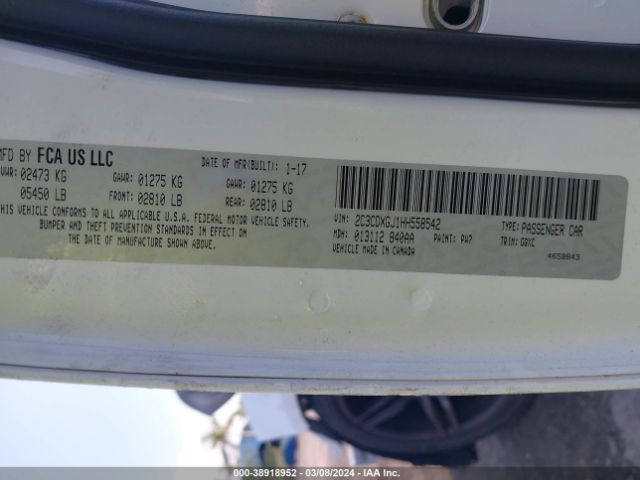 MFD BY FCA US LLC DATE OF MFR(BUILT): 1-17
GVWR: 02473 KG GAWR: 01275 KG GAWR: 01275 KG
05450 LB FRONT: 02810 LB REAR: 02810 LB
THIS VEHICLE CONFORMS TO ALL APPLICABLE U.S.A. FEDERAL MOTOR VEHICLE SAFETY,
BUMPER AND THEFT PREVENTION STANDARDS IN EFFECT ON
THE DATE OF MANUFACTURE SHOWN ABOVE.
VIN: 2C3CDXGJ1HH558542 TYPE: PASSENGER CAR
MDH: 013112 840AA PAINT: PW7 TRIM: GBXC
VEHICLE MADE IN CANADA 4658843
000-38918952 - 03/08/2024 - IAA Inc.